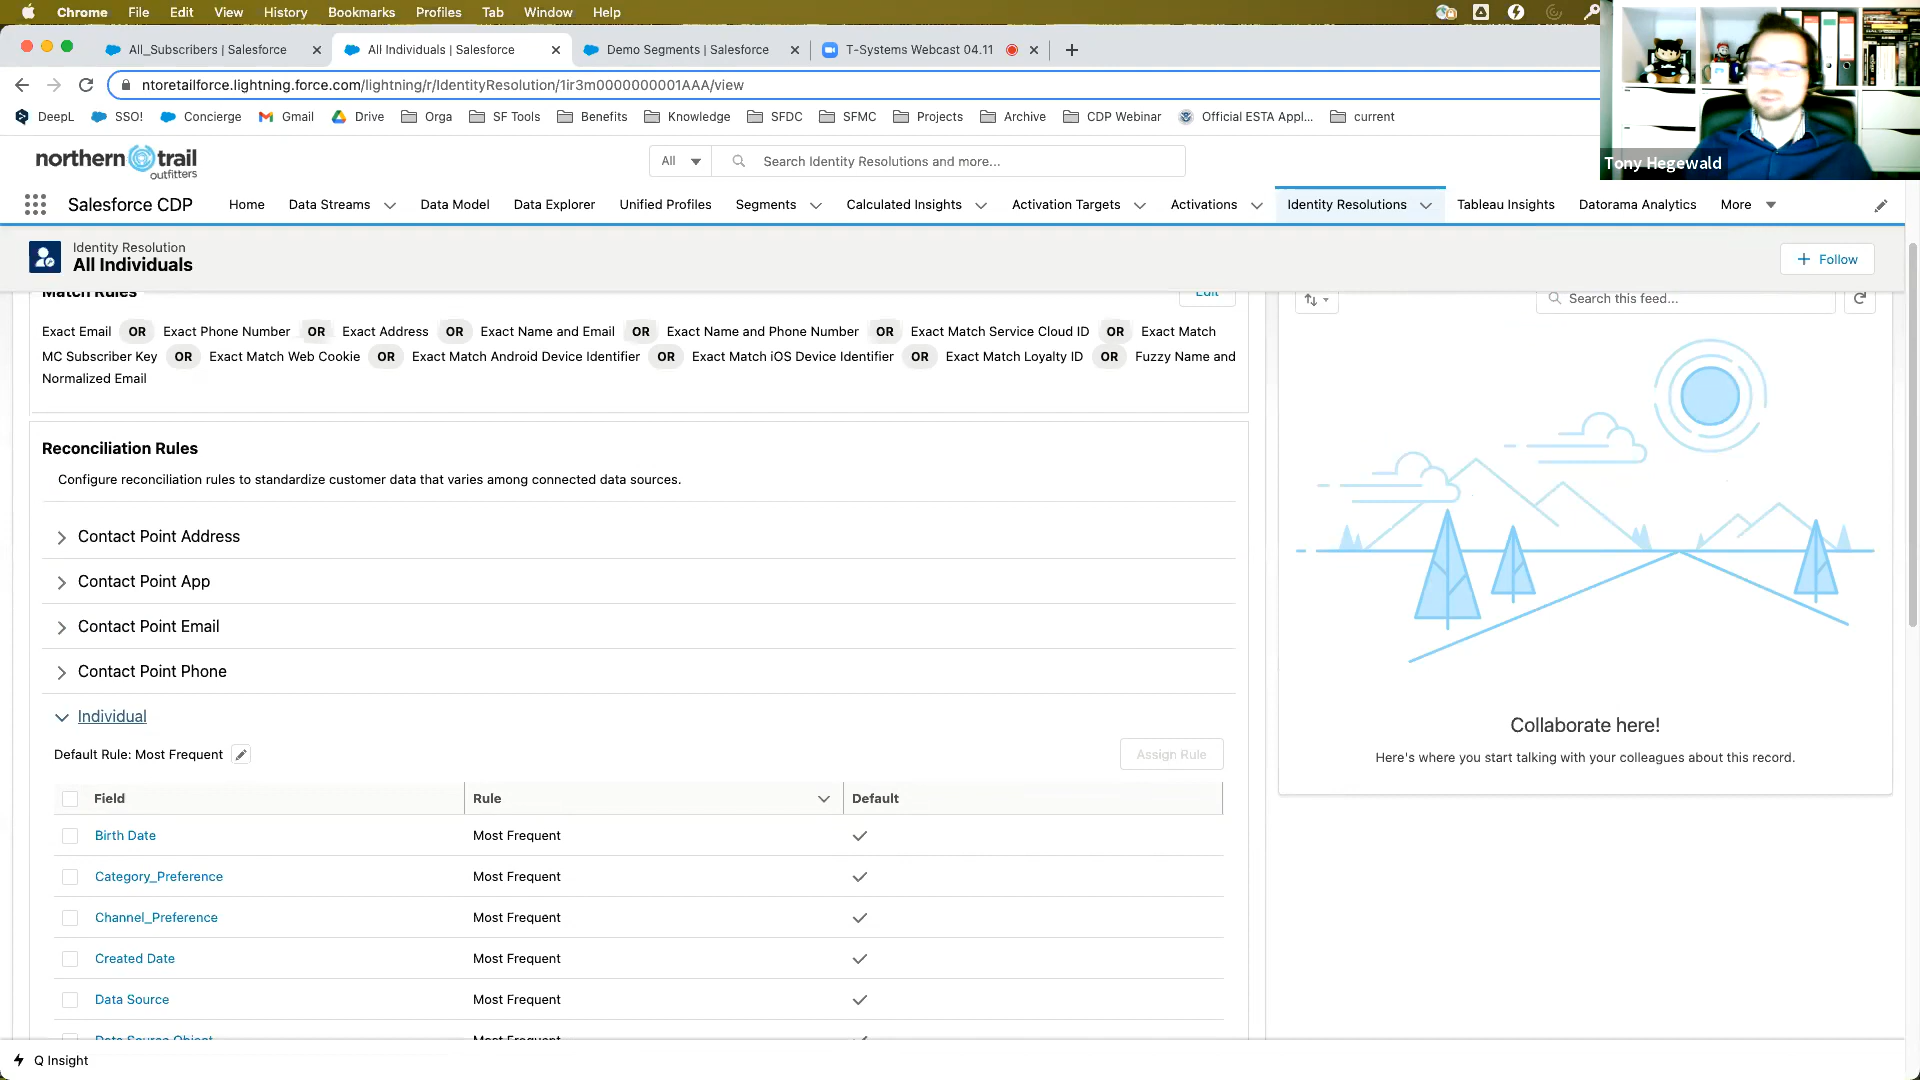 Chrome File Edit View History Bookmarks Profiles Tab Window Help
All_Subscribers | Salesforce All Individuals | Salesforce Demo Segments | Salesforce T-Systems Webcast 04.11
ntoretailforce.lightning.force.com/lightning/r/IdentityResolution/1ir3m0000000001AAA/view
DeepL SSO! Concierge Gmail Drive Orga SF Tools Benefits Knowledge SFDC SFMC Projects Archive CDP Webinar Official ESTA Appl... current
Tony Hegewald
northern trail
outfitters
All Search Identity Resolutions and more...
Salesforce CDP Home Data Streams Data Model Data Explorer Unified Profiles Segments Calculated Insights Activation Targets Activations Identity Resolutions Tableau Insights Datorama Analytics More
Identity Resolution
All Individuals
Follow
Match Rules
Edit
Search this feed...
Exact Email OR Exact Phone Number OR Exact Address OR Exact Name and Email OR Exact Name and Phone Number OR Exact Match Service Cloud ID OR Exact Match
MC Subscriber Key OR Exact Match Web Cookie OR Exact Match Android Device Identifier OR Exact Match iOS Device Identifier OR Exact Match Loyalty ID OR Fuzzy Name and
Normalized Email
Reconciliation Rules
Configure reconciliation rules to standardize customer data that varies among connected data sources.
Contact Point Address
Contact Point App
Contact Point Email
Contact Point Phone
Individual
Default Rule: Most Frequent
Assign Rule
Field Rule Default
Birth Date Most Frequent
Category_Preference Most Frequent
Channel_Preference Most Frequent
Created Date Most Frequent
Data Source Most Frequent
Data Source Object Most Frequent
Collaborate here!
Here's where you start talking with your colleagues about this record.
Q Insight